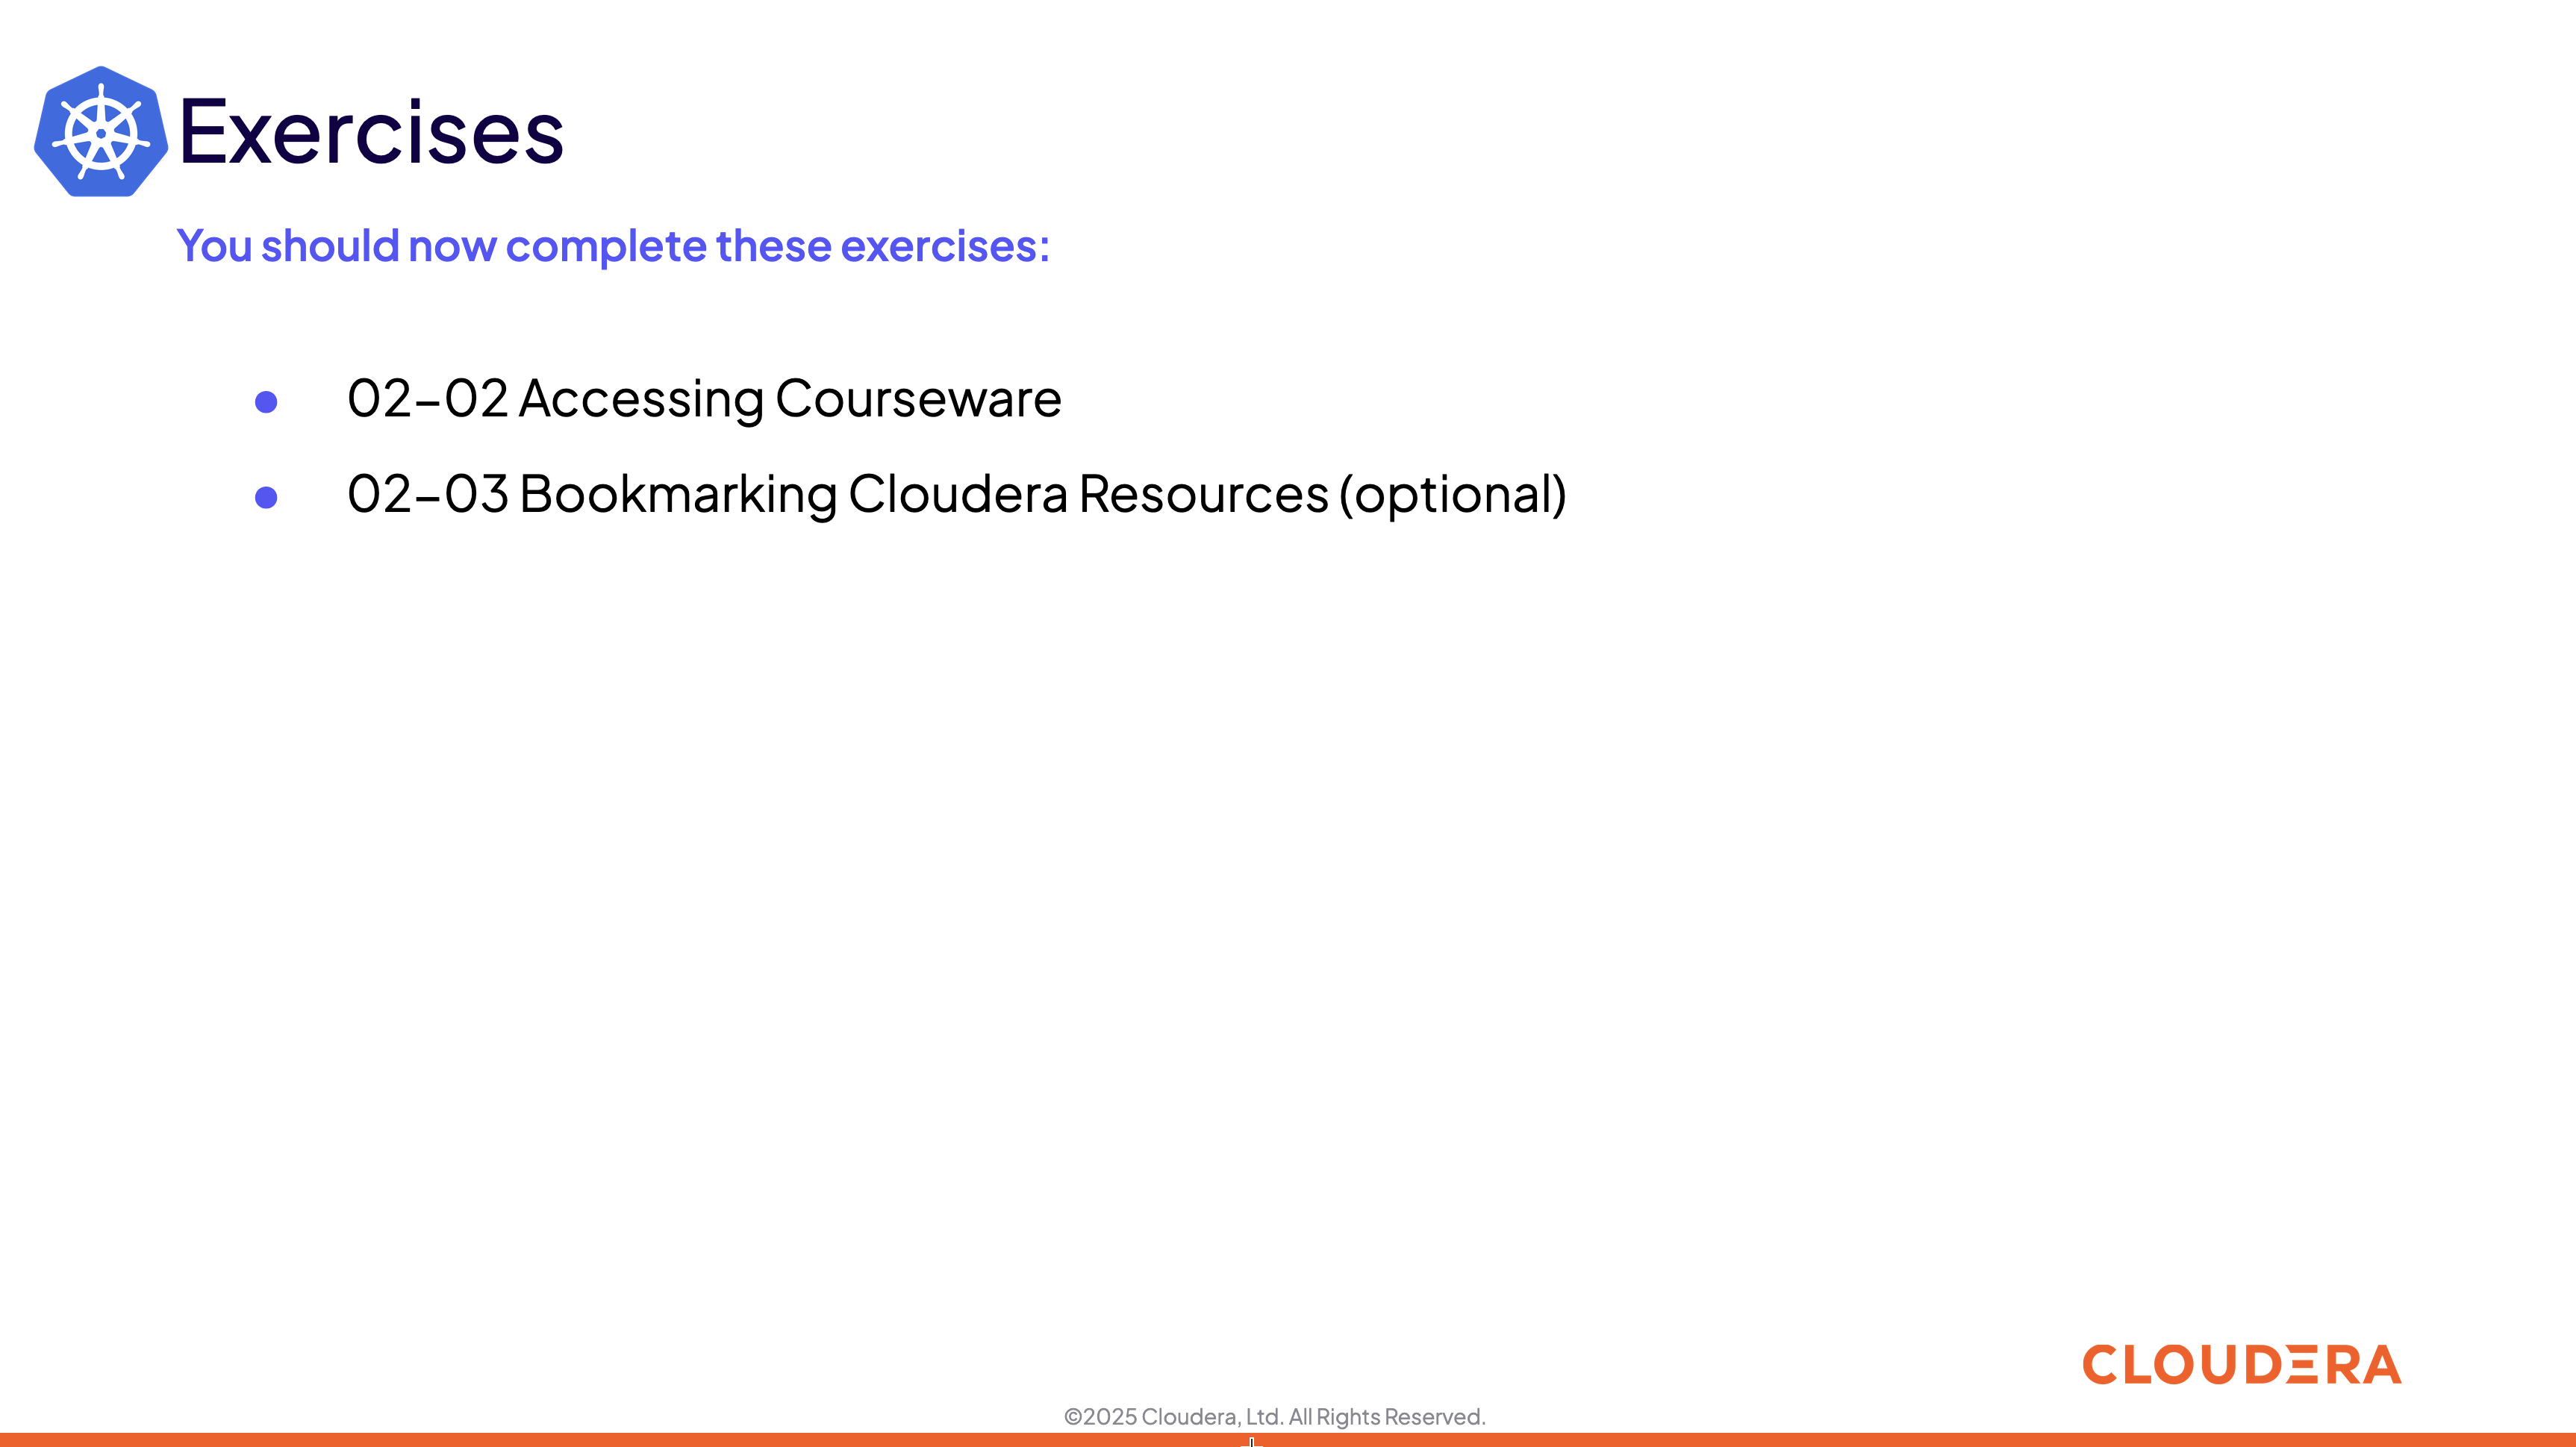 Exercises
You should now complete these exercises:
02-02 Accessing Courseware
02-03 Bookmarking Cloudera Resources (optional)
CLOUDERA
©2025 Cloudera, Ltd. All Rights Reserved.